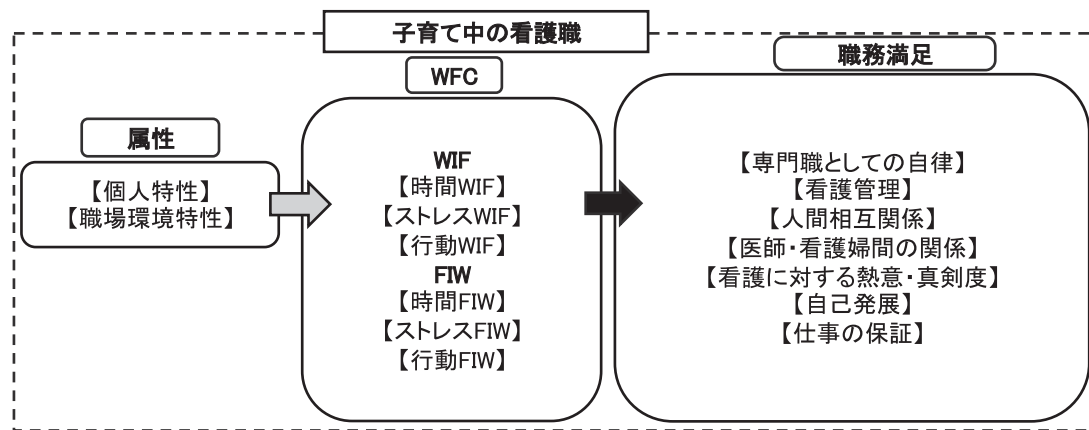 子育て中の看護職
属性
【個人特性】
【職場環境特性】
WFC
WIF
【時間WIF】
【ストレスWIF】
【行動WIF】
FIW
【時間FIW】
【ストレスFIW】
【行動FIW】
職務満足
【専門職としての自律】
【看護管理】
【人間相互関係】
【医師・看護婦間の関係】
【看護に対する熱意・真剣度】
【自己発展】
【仕事の保証】